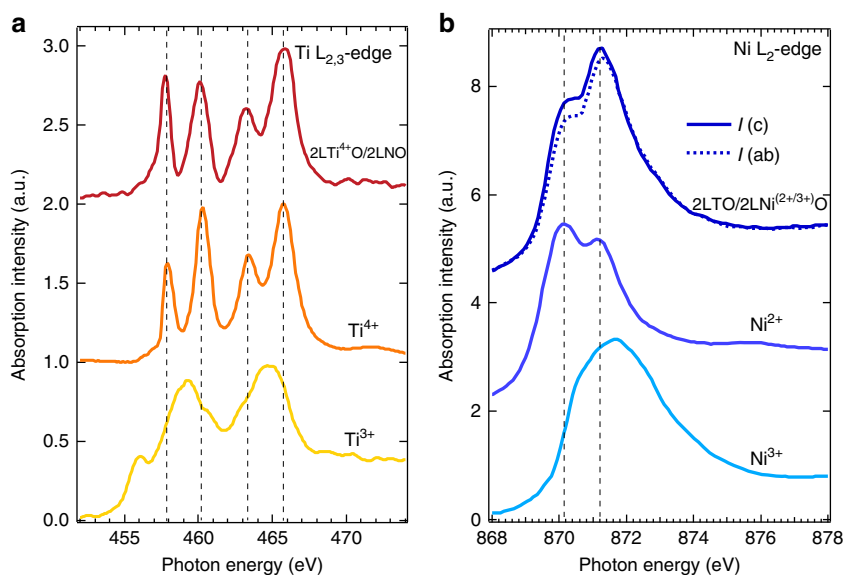 a
Ti L2,3-edge
3.0
2.5
2.0
1.5
1.0
0.5
0.0
Absorption intensity (a.u.)
2LTi⁴⁺O/2LNO
Ti⁴⁺
Ti³⁺
455 460 465 470
Photon energy (eV)
b
Ni L₂-edge
8
6
4
2
0
Absorption intensity (a.u.)
I (c)
I (ab)
2LTO/2LNi⁽²⁺/³⁺⁾O
Ni²⁺
Ni³⁺
868 870 872 874 876 878
Photon energy (eV)